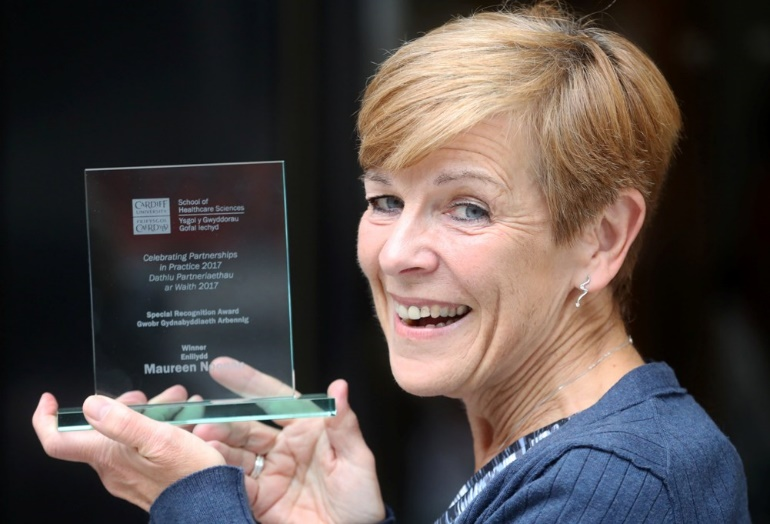 CARDIFF
UNIVERSITY
PRIFYSGOL
CAERDYDD
School of
Healthcare Sciences
Ysgol y Gwyddorau
Gofal Iechyd
Celebrating Partnerships
in Practice 2017
Dathlu Partneriaethau
ar Waith 2017
Special Recognition Award
Gwobr Gydnabyddiaeth Arbennig
Winner
Enillydd
Maureen